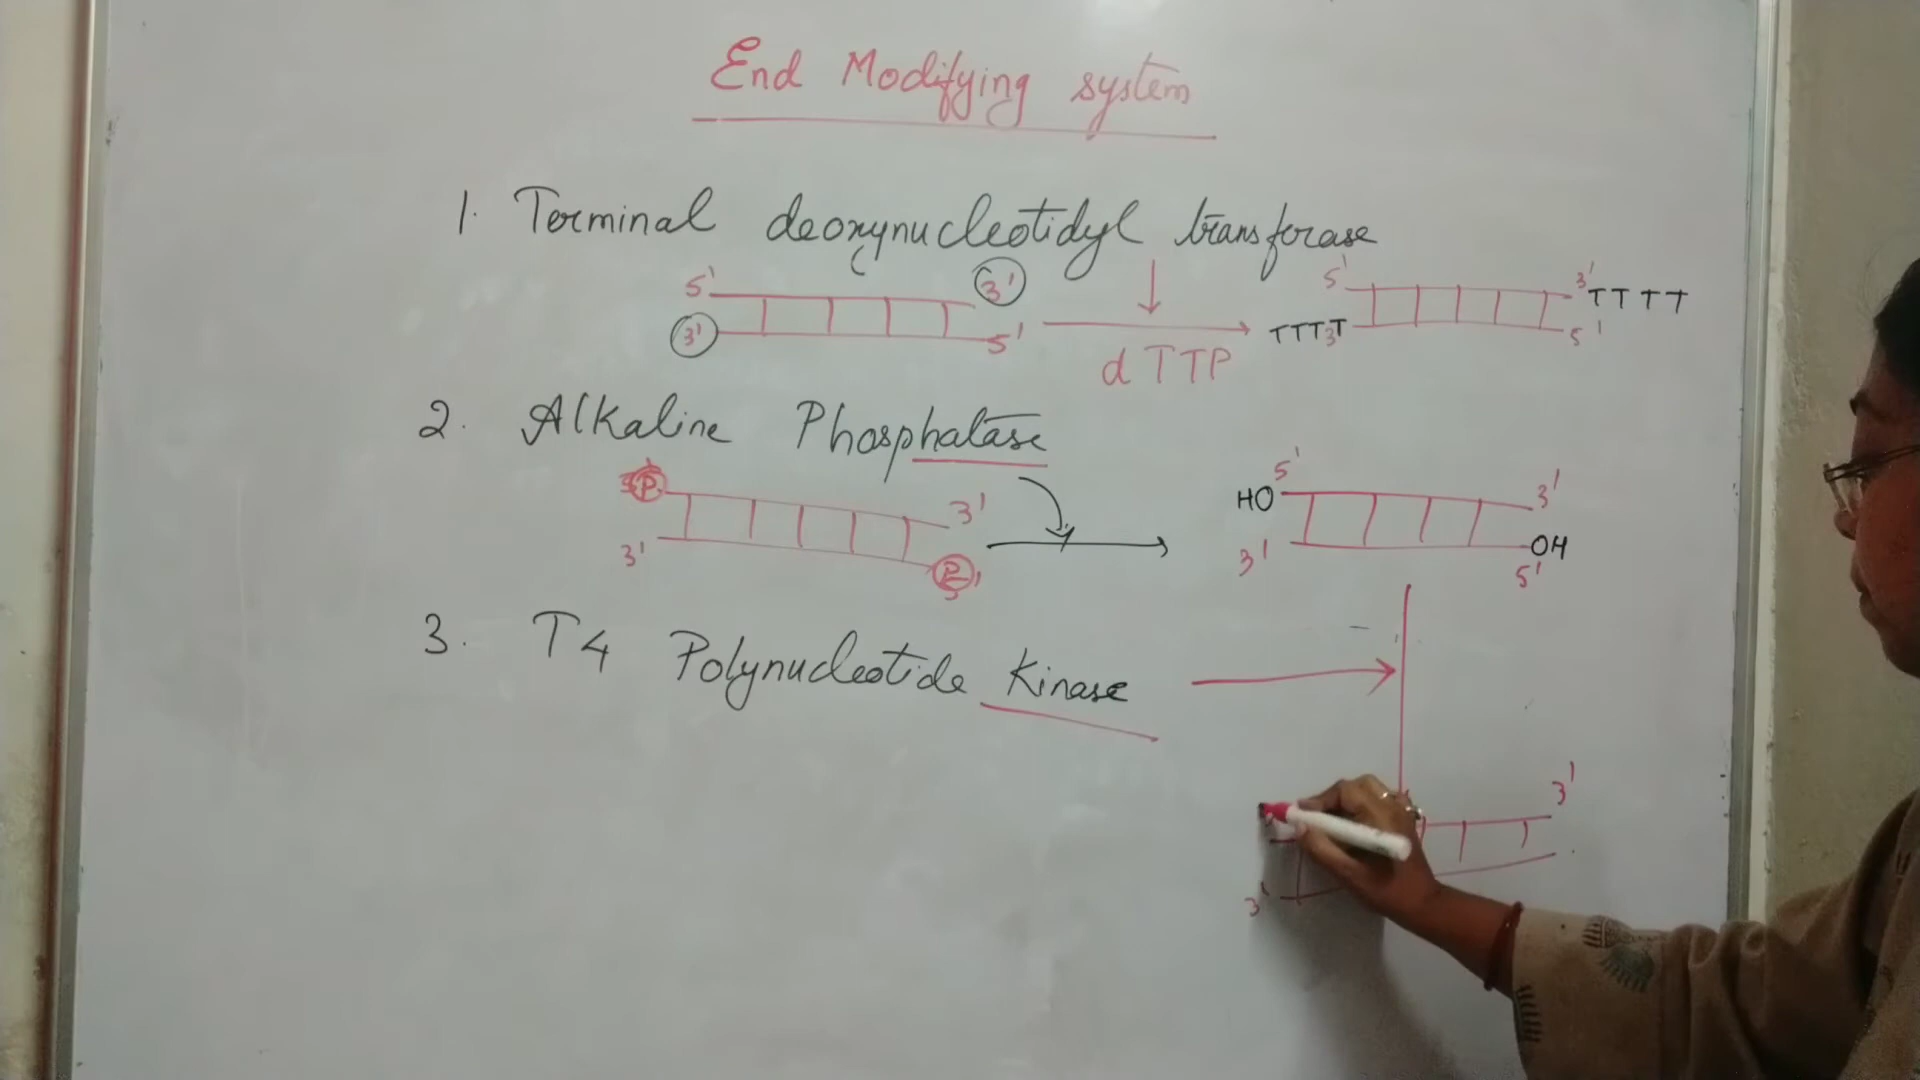 End Modifying system
1. Terminal deoxynucleotidyl transferase
5' 3' 5' 3' TTTT
3' 5' dTTP TTTT 3' 5'
2. Alkaline Phosphatase
P 3' HO 5' 3'
3' P 3' OH 5'
3. T4 Polynucleotide Kinase
3'
3'